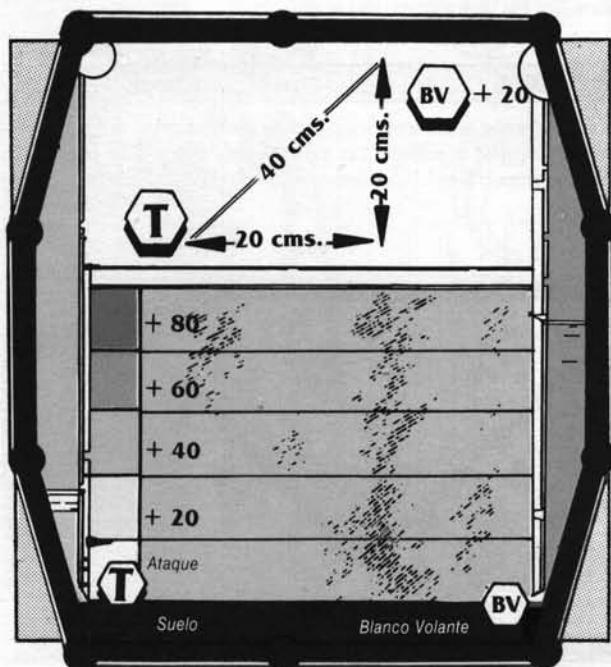 BV + 20
40 cms.
20 cms.
T
20 cms.
+ 80
+ 60
+ 40
+ 20
Ataque
T
BV
Suelo
Blanco Volante